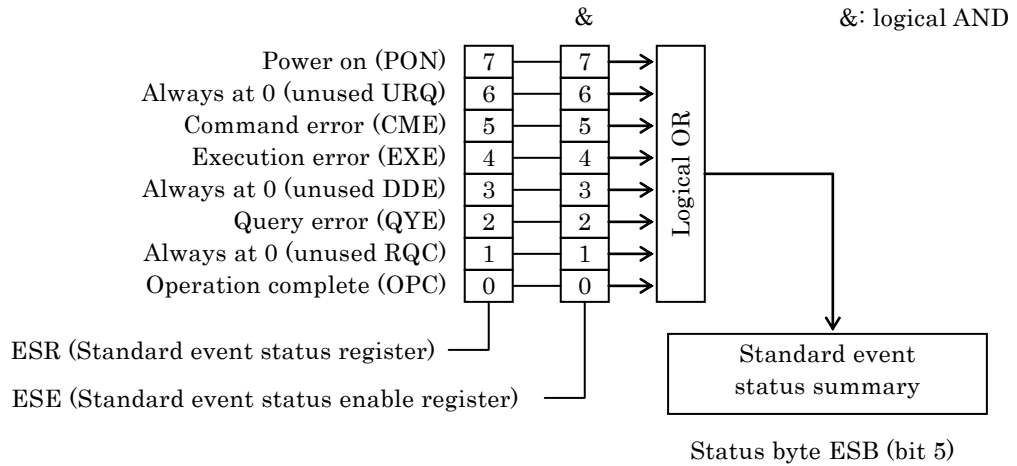 & &: logical AND
Power on (PON) 7 7
Always at 0 (unused URQ) 6 6
Command error (CME) 5 5
Execution error (EXE) 4 4
Always at 0 (unused DDE) 3 3
Query error (QYE) 2 2
Always at 0 (unused RQC) 1 1
Operation complete (OPC) 0 0
Logical OR
ESR (Standard event status register)
ESE (Standard event status enable register)
Standard event
status summary
Status byte ESB (bit 5)